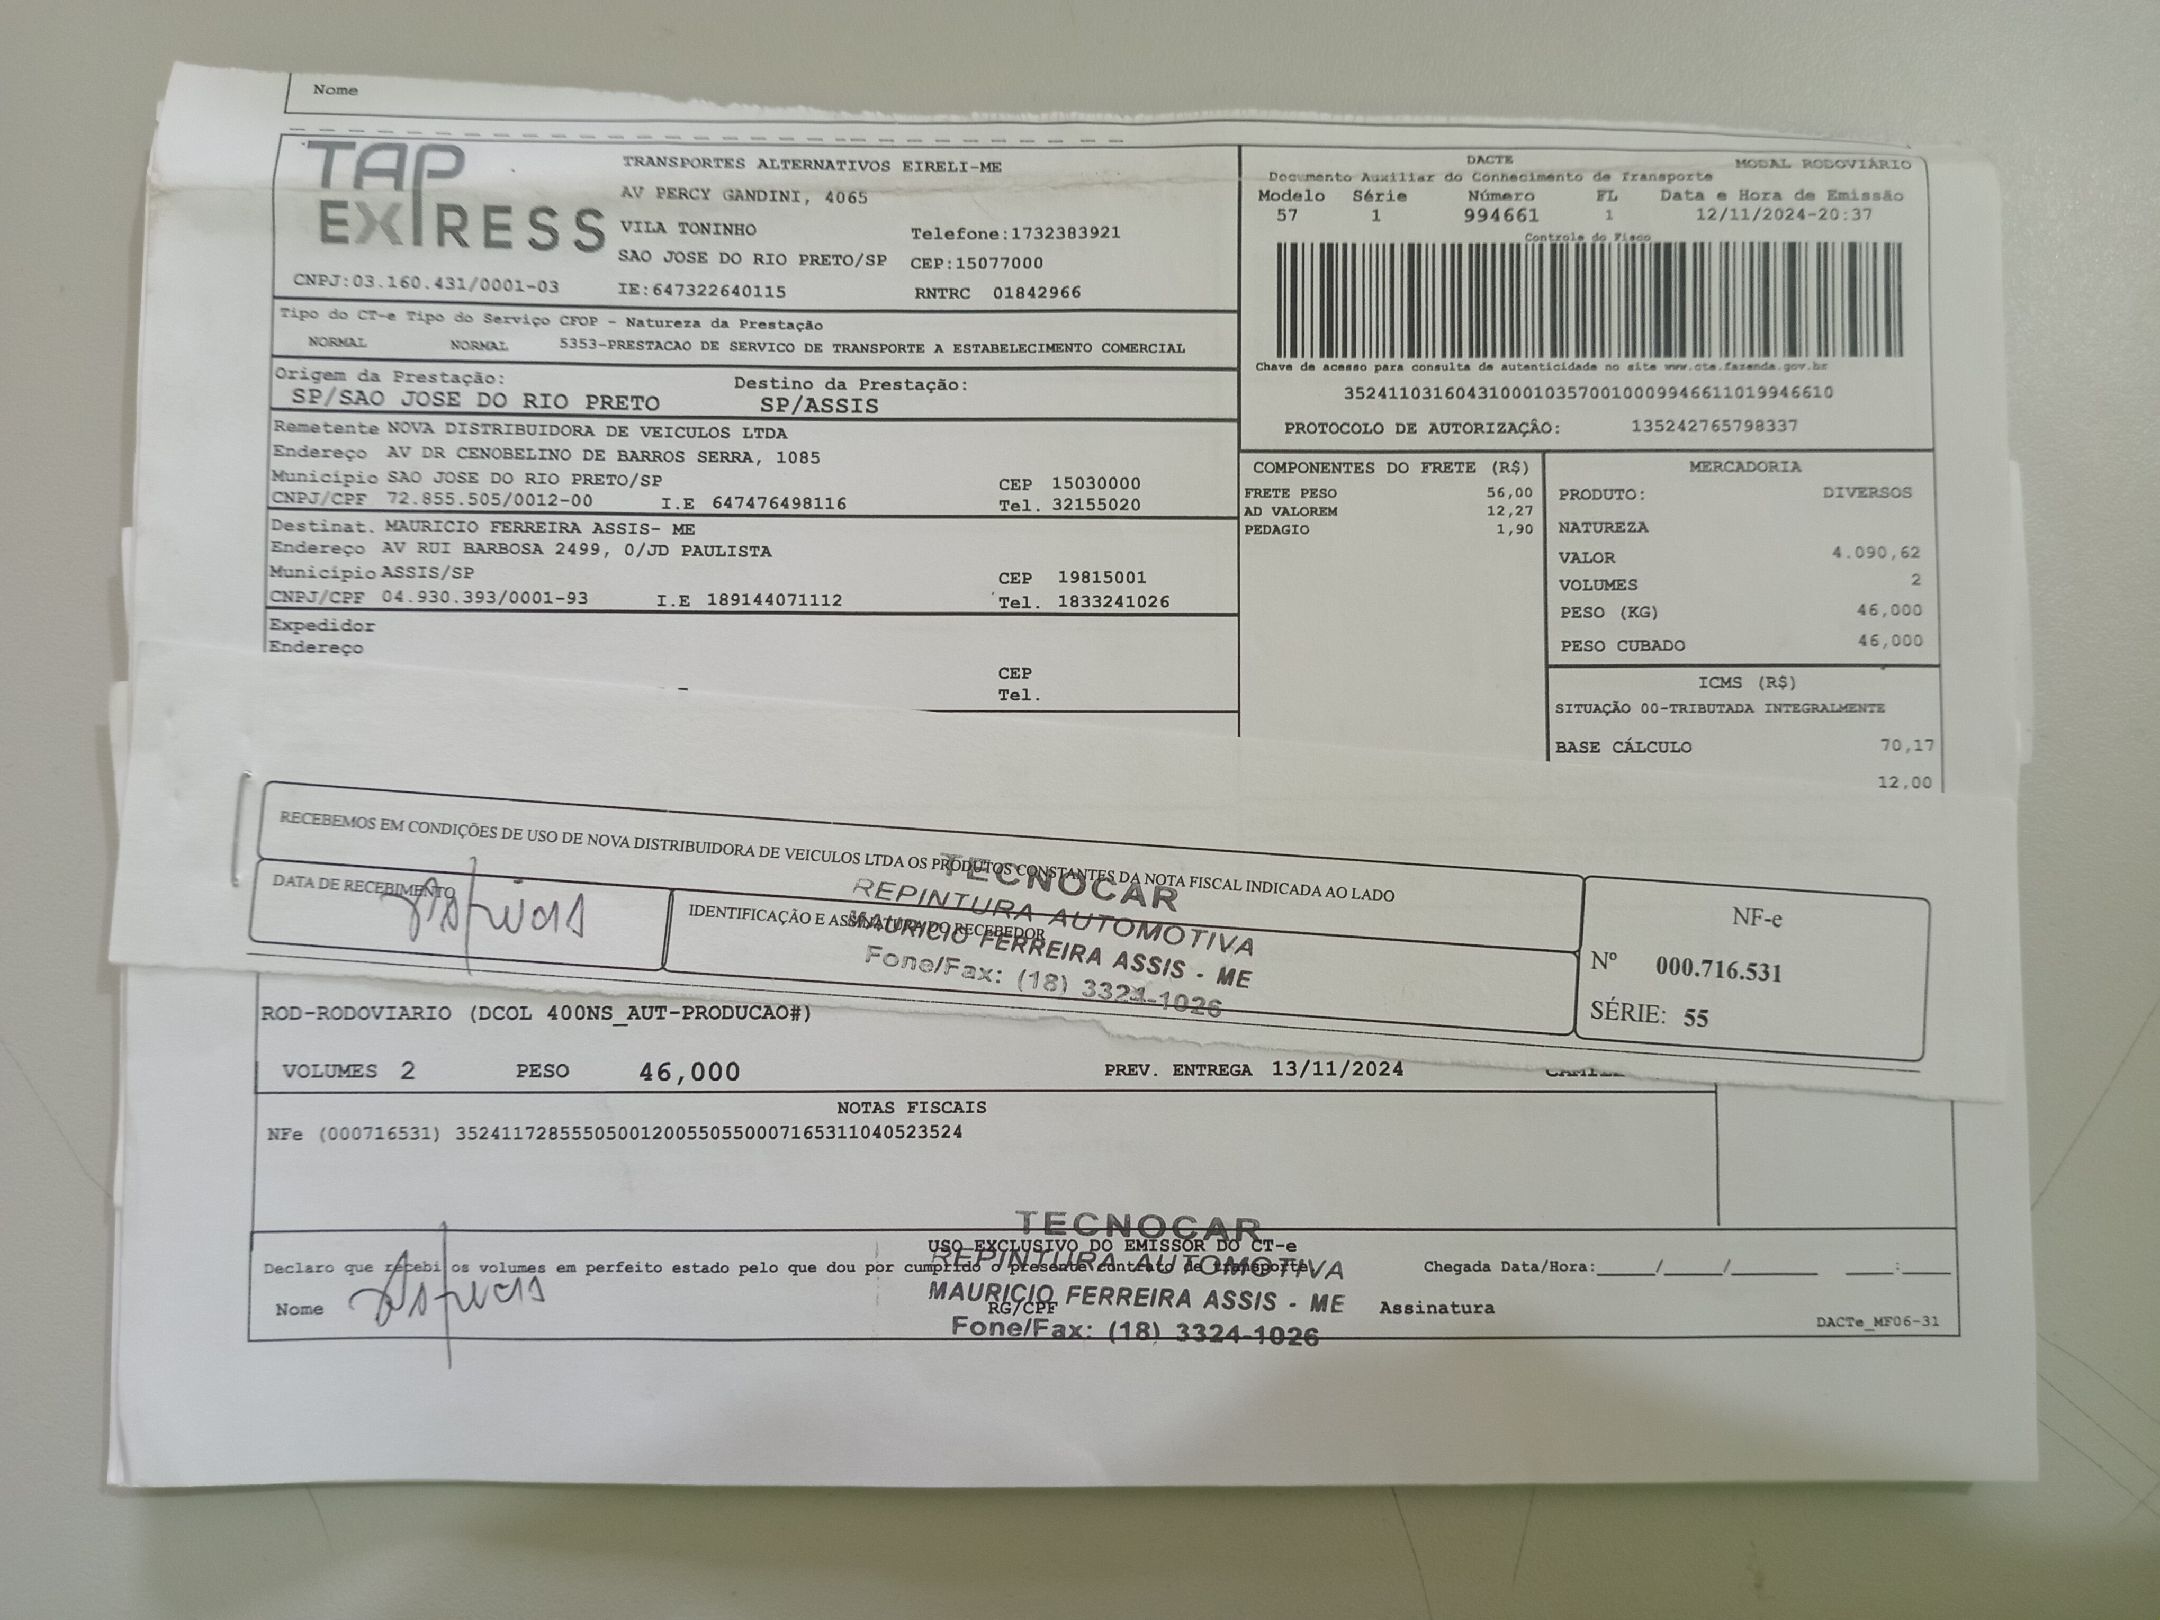 Nome
TAP EXPRESS
TRANSPORTES ALTERNATIVOS EIRELI-ME
AV PERCY GANDINI, 4065
VILA TONINHO Telefone:1732383921
SAO JOSE DO RIO PRETO/SP CEP:15077000
CNPJ:03.160.431/0001-03 IE:647322640115 RNTRC 01842966
DACTE MODAL RODOVIÁRIO
Documento Auxiliar do Conhecimento de Transporte
Modelo Série Número FL Data e Hora de Emissão
57 1 994661 1 12/11/2024-20:37
Controle do Fisco
Chave de acesso para consulta de autenticidade no site www.cte.fazenda.gov.br
35241103160431000103570010009946611019946610
PROTOCOLO DE AUTORIZAÇÂO: 135242765798337
Tipo do CT-e Tipo do Serviço CFOP - Natureza da Prestação
NORMAL NORMAL 5353-PRESTACAO DE SERVICO DE TRANSPORTE A ESTABELECIMENTO COMERCIAL
Origem da Prestação: Destino da Prestação:
SP/SAO JOSE DO RIO PRETO SP/ASSIS
Remetente NOVA DISTRIBUIDORA DE VEICULOS LTDA
Endereço AV DR CENOBELINO DE BARROS SERRA, 1085
Município SAO JOSE DO RIO PRETO/SP CEP 15030000
CNPJ/CPF 72.855.505/0012-00 I.E 647476498116 Tel. 32155020
Destinat. MAURICIO FERREIRA ASSIS- ME
Endereço AV RUI BARBOSA 2499, 0/JD PAULISTA
Município ASSIS/SP CEP 19815001
CNPJ/CPF 04.930.393/0001-93 I.E 189144071112 Tel. 1833241026
Expedidor
Endereço
CEP
Tel.
COMPONENTES DO FRETE (R$)
FRETE PESO 56,00
AD VALOREM 12,27
PEDAGIO 1,90
MERCADORIA
PRODUTO: DIVERSOS
NATUREZA
VALOR 4.090,62
VOLUMES 2
PESO (KG) 46,000
PESO CUBADO 46,000
ICMS (R$)
SITUAÇÃO 00-TRIBUTADA INTEGRALMENTE
BASE CÁLCULO 70,17
12,00
RECEBEMOS EM CONDIÇÕES DE USO DE NOVA DISTRIBUIDORA DE VEICULOS LTDA OS PRODUTOS CONSTANTES DA NOTA FISCAL INDICADA AO LADO
DATA DE RECEBIMENTO
IDENTIFICAÇÃO E ASSINATURA DO RECEBEDOR
TECNOCAR
REPINTURA AUTOMOTIVA
MAURICIO FERREIRA ASSIS - ME
Fone/Fax: (18) 3324-1026
NF-e
Nº 000.716.531
SÉRIE: 55
ROD-RODOVIARIO (DCOL 400NS_AUT-PRODUCAO#)
VOLUMES 2 PESO 46,000 PREV. ENTREGA 13/11/2024
NOTAS FISCAIS
NFe (000716531) 35241172855505001200550550007165311040523524
USO EXCLUSIVO DO EMISSOR DO CT-e
Declaro que recebi os volumes em perfeito estado pelo que dou por cumprido o presente contrato de transporte. Chegada Data/Hora:____/____/______ ___:___
Nome RG/CPF Assinatura
TECNOCAR
REPINTURA AUTOMOTIVA
MAURICIO FERREIRA ASSIS - ME
Fone/Fax: (18) 3324-1026
DACTe_MF06-31